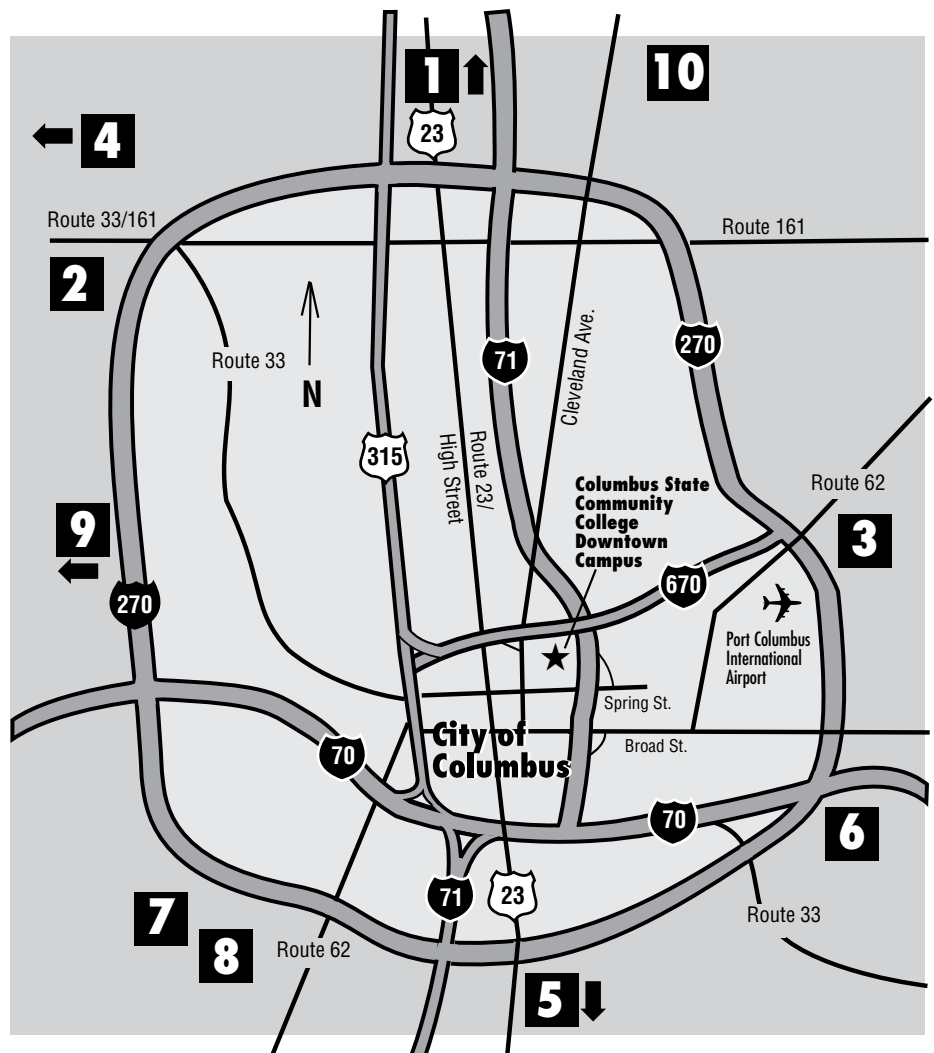 1
10
23
4
Route 33/161
Route 161
2
Route 33
N
71
270
Cleveland Ave.
315
Route 23/
High Street
Columbus State
Community
College
Downtown
Campus
Route 62
9
3
670
270
Port Columbus
International
Airport
Spring St.
City of
Columbus
Broad St.
70
70
6
71
23
7
Route 33
8
Route 62
5